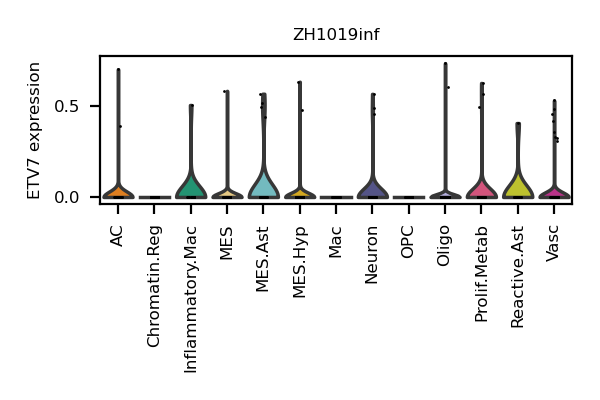 ZH1019inf
ETV7 expression
0.5
0.0
AC
Chromatin.Reg
Inflammatory.Mac
MES
MES.Ast
MES.Hyp
Mac
Neuron
OPC
Oligo
Prolif.Metab
Reactive.Ast
Vasc